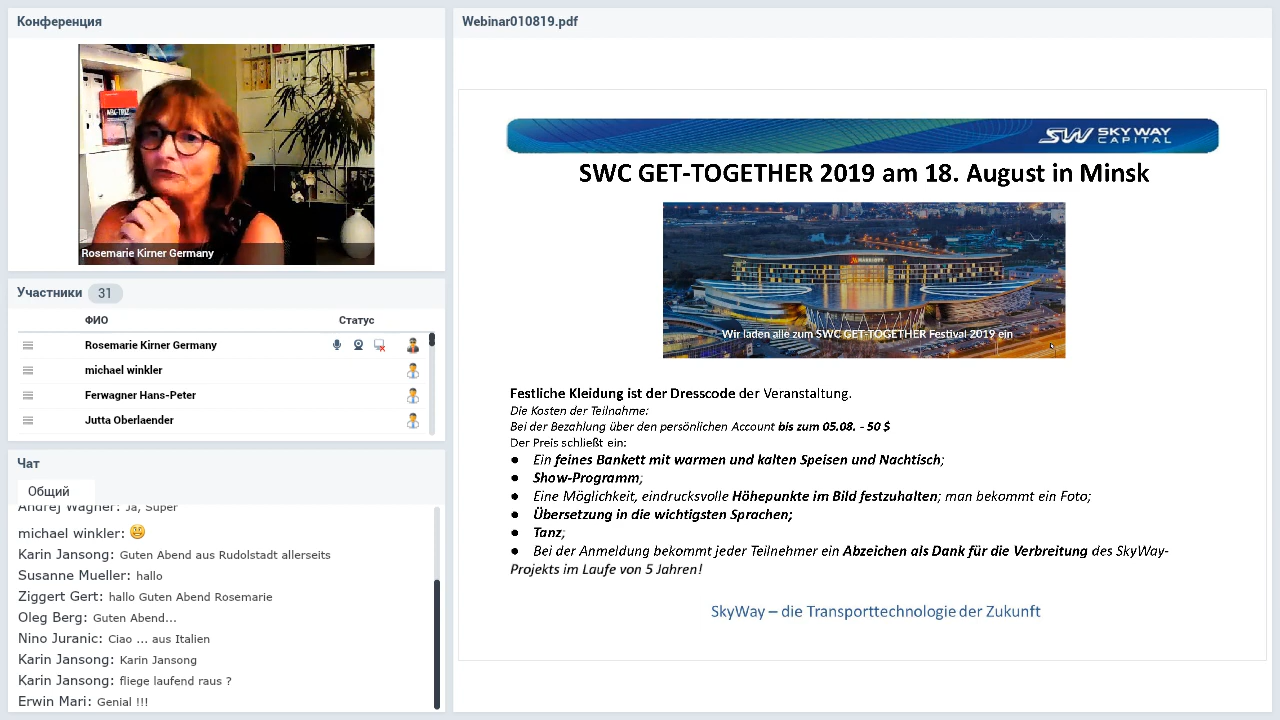 Конференция
Rosemarie Kirner Germany
Участники 31
ФИО Статус
Rosemarie Kirner Germany
michael winkler
Ferwagner Hans-Peter
Jutta Oberlaender
Чат
Общий
Andrej Wagner: Ja, Super
michael winkler:
Karin Jansong: Guten Abend aus Rudolstadt allerseits
Susanne Mueller: hallo
Ziggert Gert: hallo Guten Abend Rosemarie
Oleg Berg: Guten Abend...
Nino Juranic: Ciao ... aus Italien
Karin Jansong: Karin Jansong
Karin Jansong: fliege laufend raus ?
Erwin Mari: Genial !!!
Webinar010819.pdf
SW SKY WAY
CAPITAL
SWC GET-TOGETHER 2019 am 18. August in Minsk
MARRIOTT
Wir laden alle zum SWC GET-TOGETHER Festival 2019 ein
Festliche Kleidung ist der Dresscode der Veranstaltung.
Die Kosten der Teilnahme:
Bei der Bezahlung über den persönlichen Account bis zum 05.08. - 50 $
Der Preis schließt ein:
● Ein feines Bankett mit warmen und kalten Speisen und Nachtisch;
● Show-Programm;
● Eine Möglichkeit, eindrucksvolle Höhepunkte im Bild festzuhalten; man bekommt ein Foto;
● Übersetzung in die wichtigsten Sprachen;
● Tanz;
● Bei der Anmeldung bekommt jeder Teilnehmer ein Abzeichen als Dank für die Verbreitung des SkyWay-
Projekts im Laufe von 5 Jahren!
SkyWay – die Transporttechnologie der Zukunft